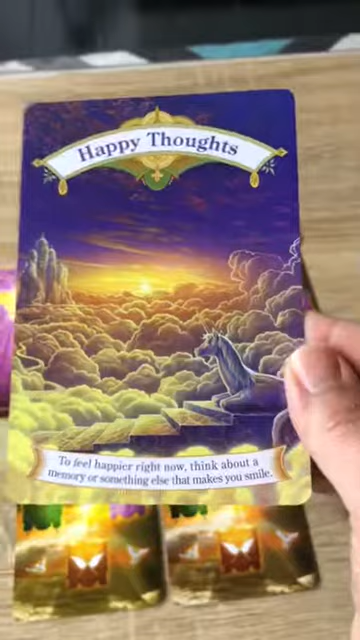 Happy Thoughts
To feel happier right now, think about a
memory or something else that makes you smile.